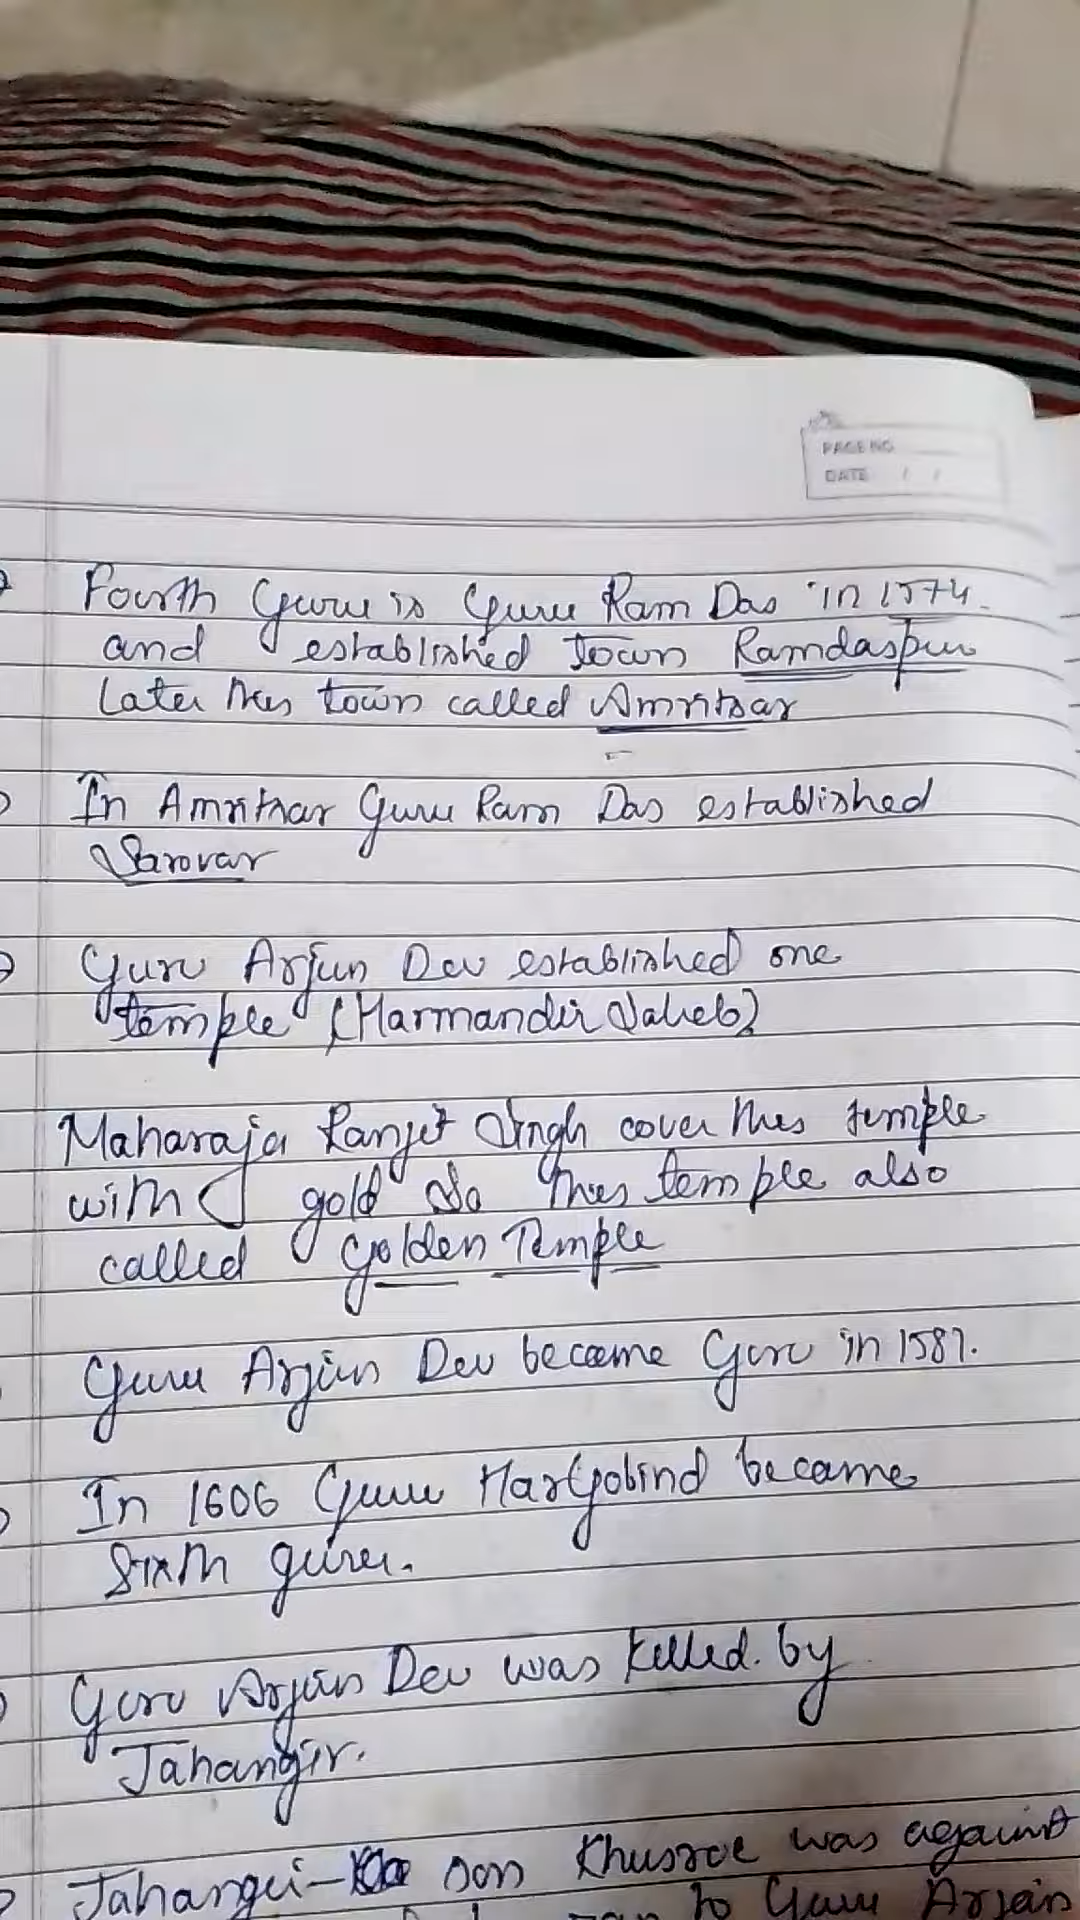 PAGE NO
DATE / /
Fourth Guru is Guru Ram Das in 1574.
and established town Ramdaspur
Later this town called Amritsar
In Amritsar Guru Ram Das established
Sarovar
Guru Arjun Dev established one
temple (Harmandir Saheb)
Maharaja Ranjit Singh cover this temple
with gold So this temple also
called Golden Temple
Guru Arjun Dev became Guru in 1581.
In 1606 Guru HarGobind became
Sixth guru.
Guru Arjun Dev was killed. by
Jahangir.
Jahangir- son Khusroe was against
to Guru Arjun